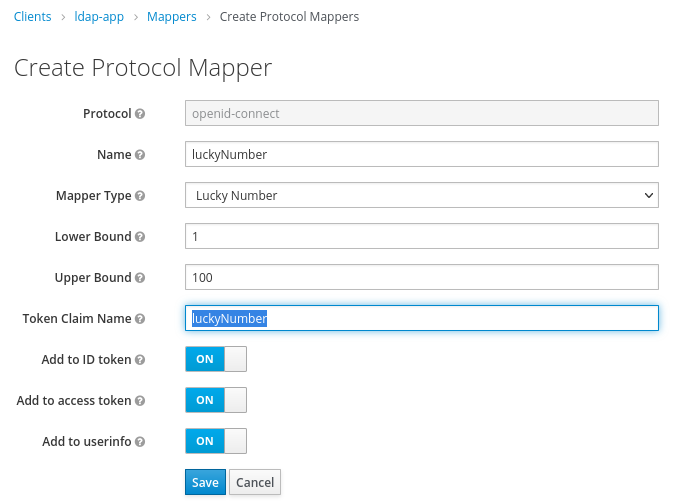 Clients > ldap-app > Mappers > Create Protocol Mappers
Create Protocol Mapper
Protocol openid-connect
Name luckyNumber
Mapper Type Lucky Number
Lower Bound 1
Upper Bound 100
Token Claim Name luckyNumber
Add to ID token ON
Add to access token ON
Add to userinfo ON
Save Cancel